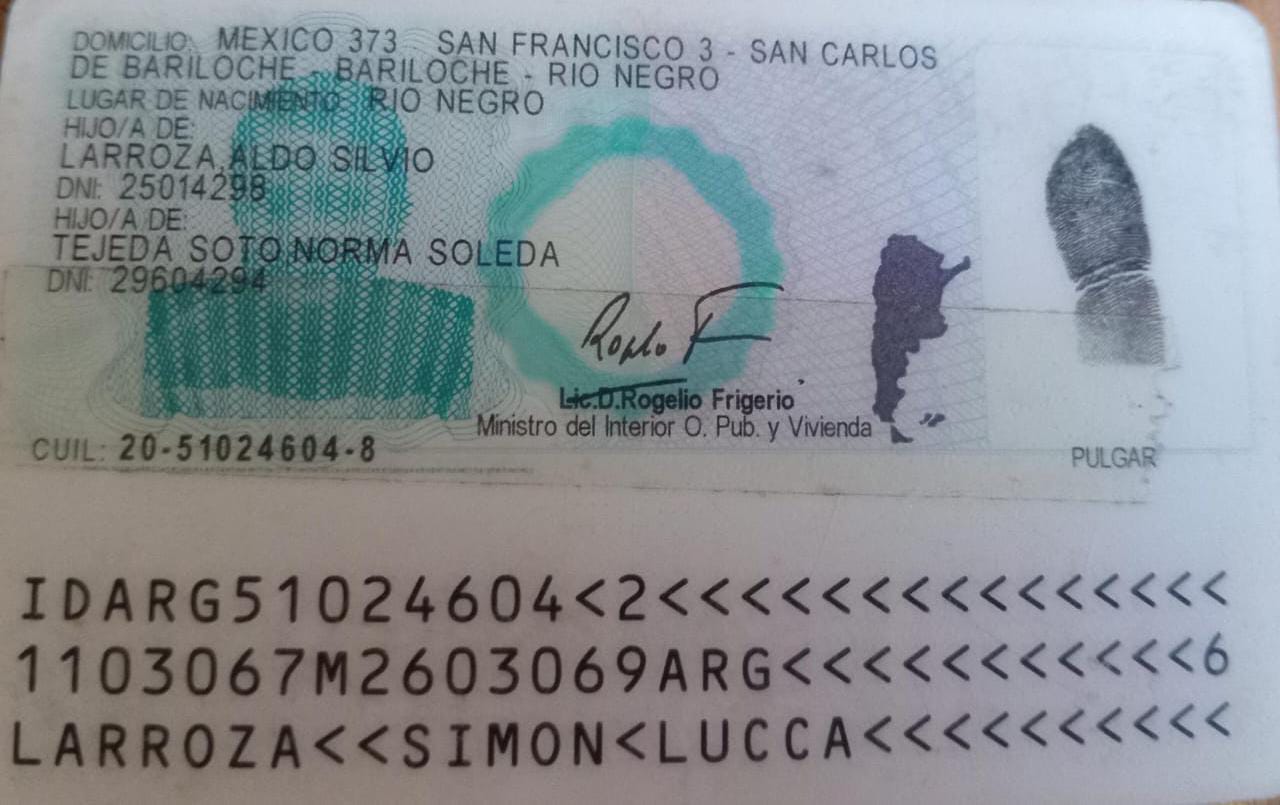 DOMICILIO: MEXICO 373 SAN FRANCISCO 3 - SAN CARLOS
DE BARILOCHE - BARILOCHE - RIO NEGRO
LUGAR DE NACIMIENTO: RIO NEGRO
HIJO/A DE:
LARROZA,ALDO SILVIO
DNI: 25014298
HIJO/A DE:
TEJEDA SOTO NORMA SOLEDA
DNI: 29604294
Lic.D.Rogelio Frigerio
Ministro del Interior O. Pub. y Vivienda
CUIL: 20-51024604-8
PULGAR
IDARG51024604<2<<<<<<<<<<<<<<<
1103067M2603069ARG<<<<<<<<<<<6
LARROZA<<SIMON<LUCCA<<<<<<<<<<